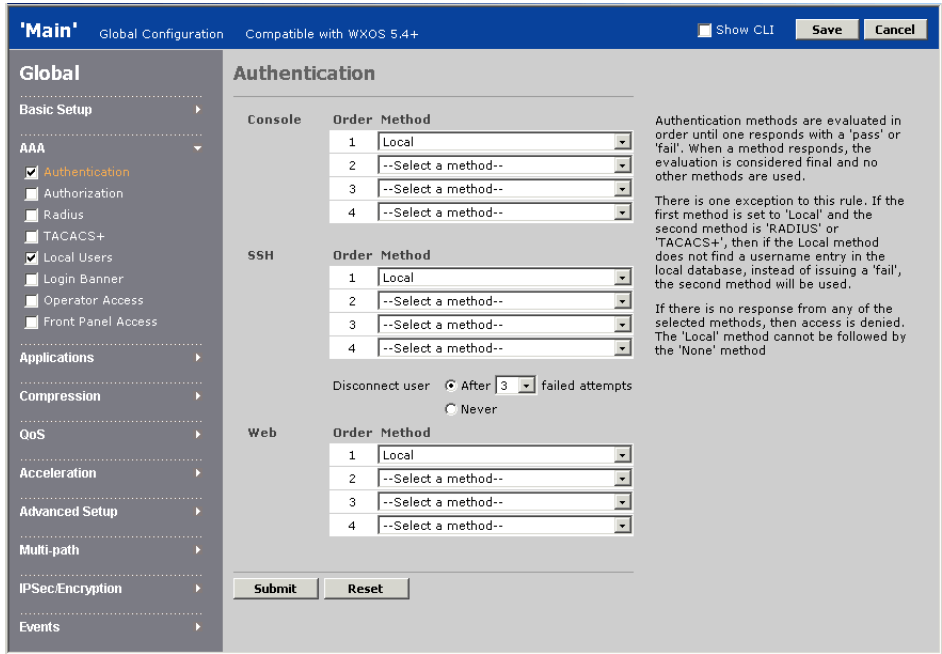 'Main' Global Configuration Compatible with WXOS 5.4+ Show CLI Save Cancel
Global
Basic Setup
AAA
Authentication
Authorization
Radius
TACACS+
Local Users
Login Banner
Operator Access
Front Panel Access
Applications
Compression
QoS
Acceleration
Advanced Setup
Multi-path
IPSec/Encryption
Events
Authentication
Console Order Method
1 Local
2 --Select a method--
3 --Select a method--
4 --Select a method--
SSH Order Method
1 Local
2 --Select a method--
3 --Select a method--
4 --Select a method--
Disconnect user After 3 failed attempts
Never
Web Order Method
1 Local
2 --Select a method--
3 --Select a method--
4 --Select a method--
Submit Reset
Authentication methods are evaluated in
order until one responds with a 'pass' or
'fail'. When a method responds, the
evaluation is considered final and no
other methods are used.
There is one exception to this rule. If the
first method is set to 'Local' and the
second method is 'RADIUS' or
'TACACS+', then if the Local method
does not find a username entry in the
local database, instead of issuing a 'fail',
the second method will be used.
If there is no response from any of the
selected methods, then access is denied.
The 'Local' method cannot be followed by
the 'None' method